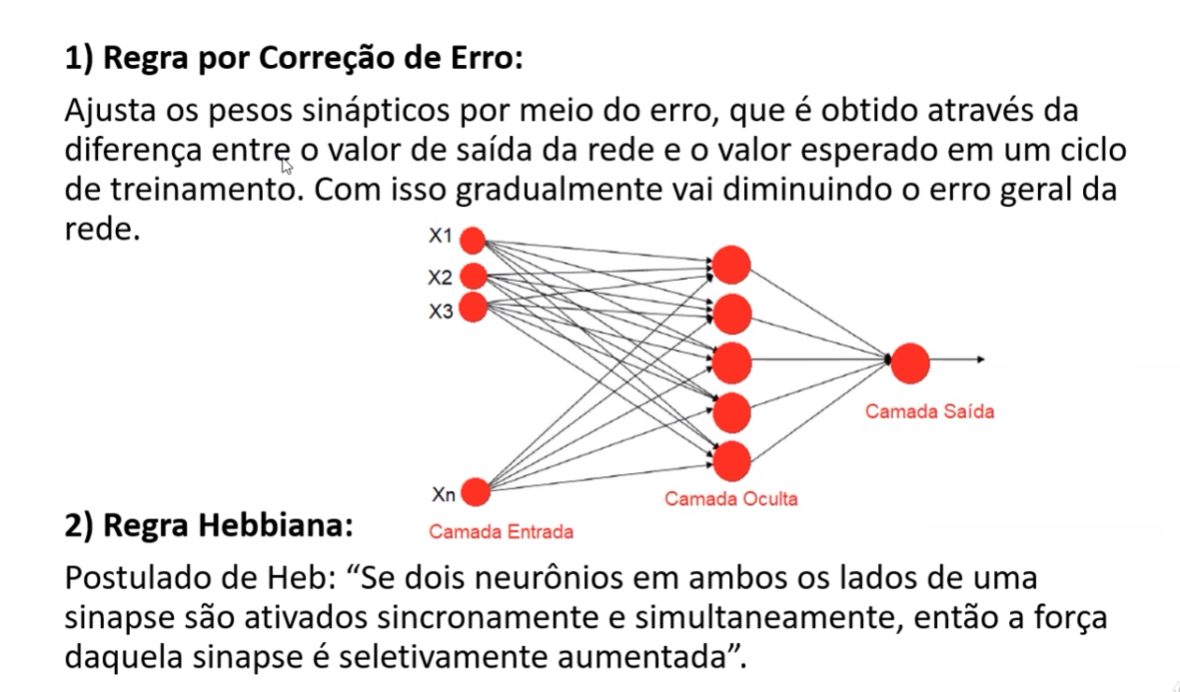 1) Regra por Correção de Erro:
Ajusta os pesos sinápticos por meio do erro, que é obtido através da
diferença entre o valor de saída da rede e o valor esperado em um ciclo
de treinamento. Com isso gradualmente vai diminuindo o erro geral da
rede.
X1
X2
X3
Camada Saída
Xn
Camada Oculta
2) Regra Hebbiana:
Camada Entrada
Postulado de Heb: “Se dois neurônios em ambos os lados de uma
sinapse são ativados sincronamente e simultaneamente, então a força
daquela sinapse é seletivamente aumentada”.